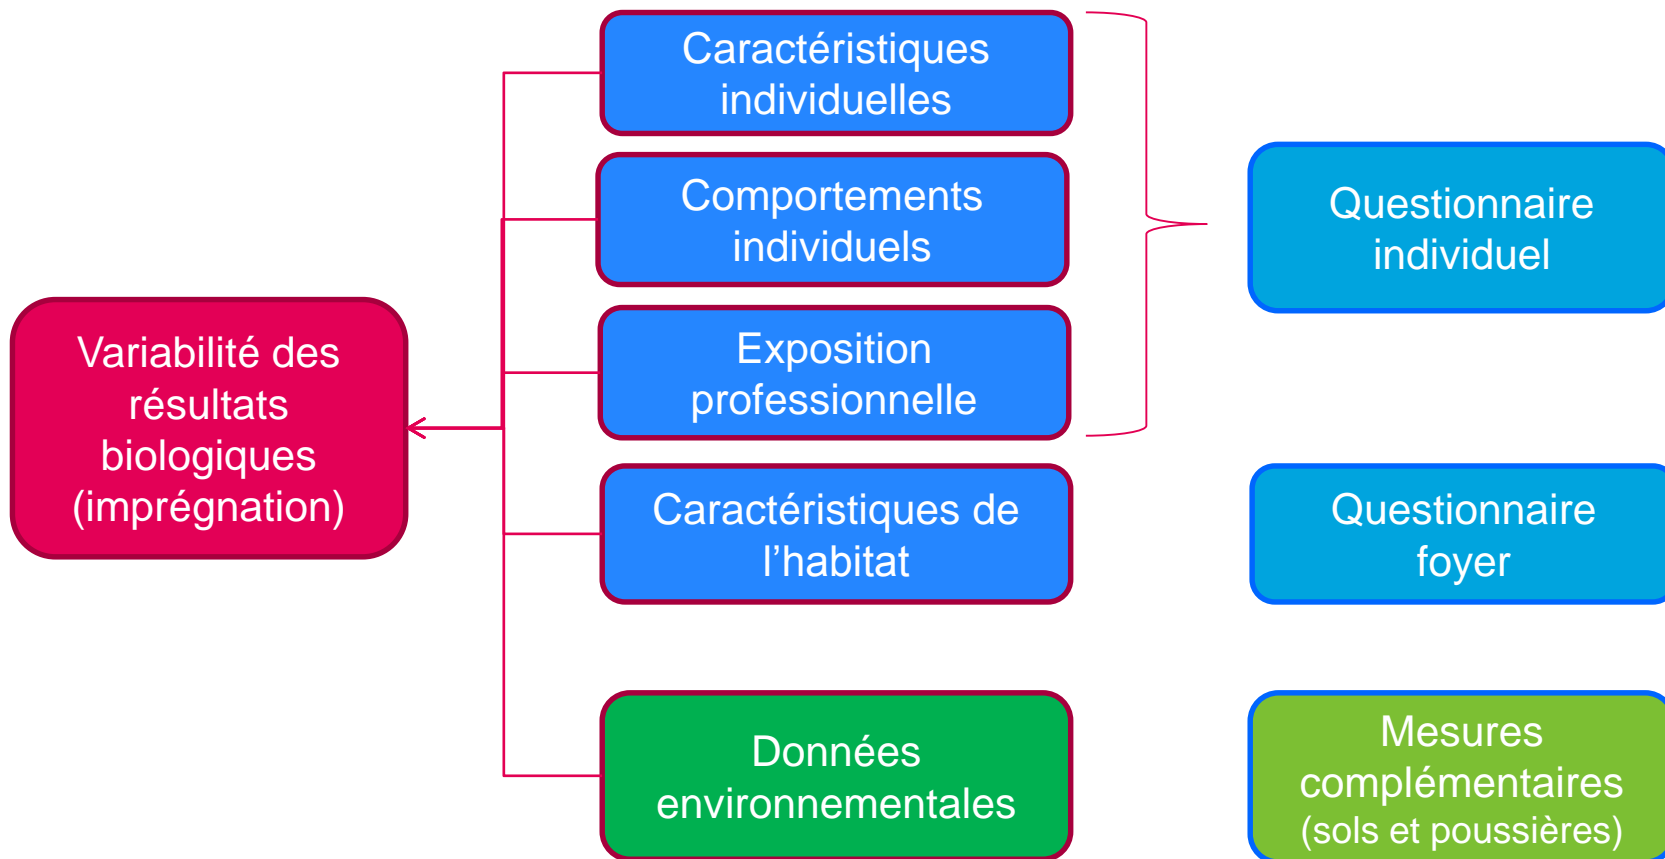 Caractéristiques
individuelles
Comportements
individuels
Questionnaire
individuel
Variabilité des
résultats
biologiques
(imprégnation)
Exposition
professionnelle
Caractéristiques de
l’habitat
Questionnaire
foyer
Données
environnementales
Mesures
complémentaires
(sols et poussières)